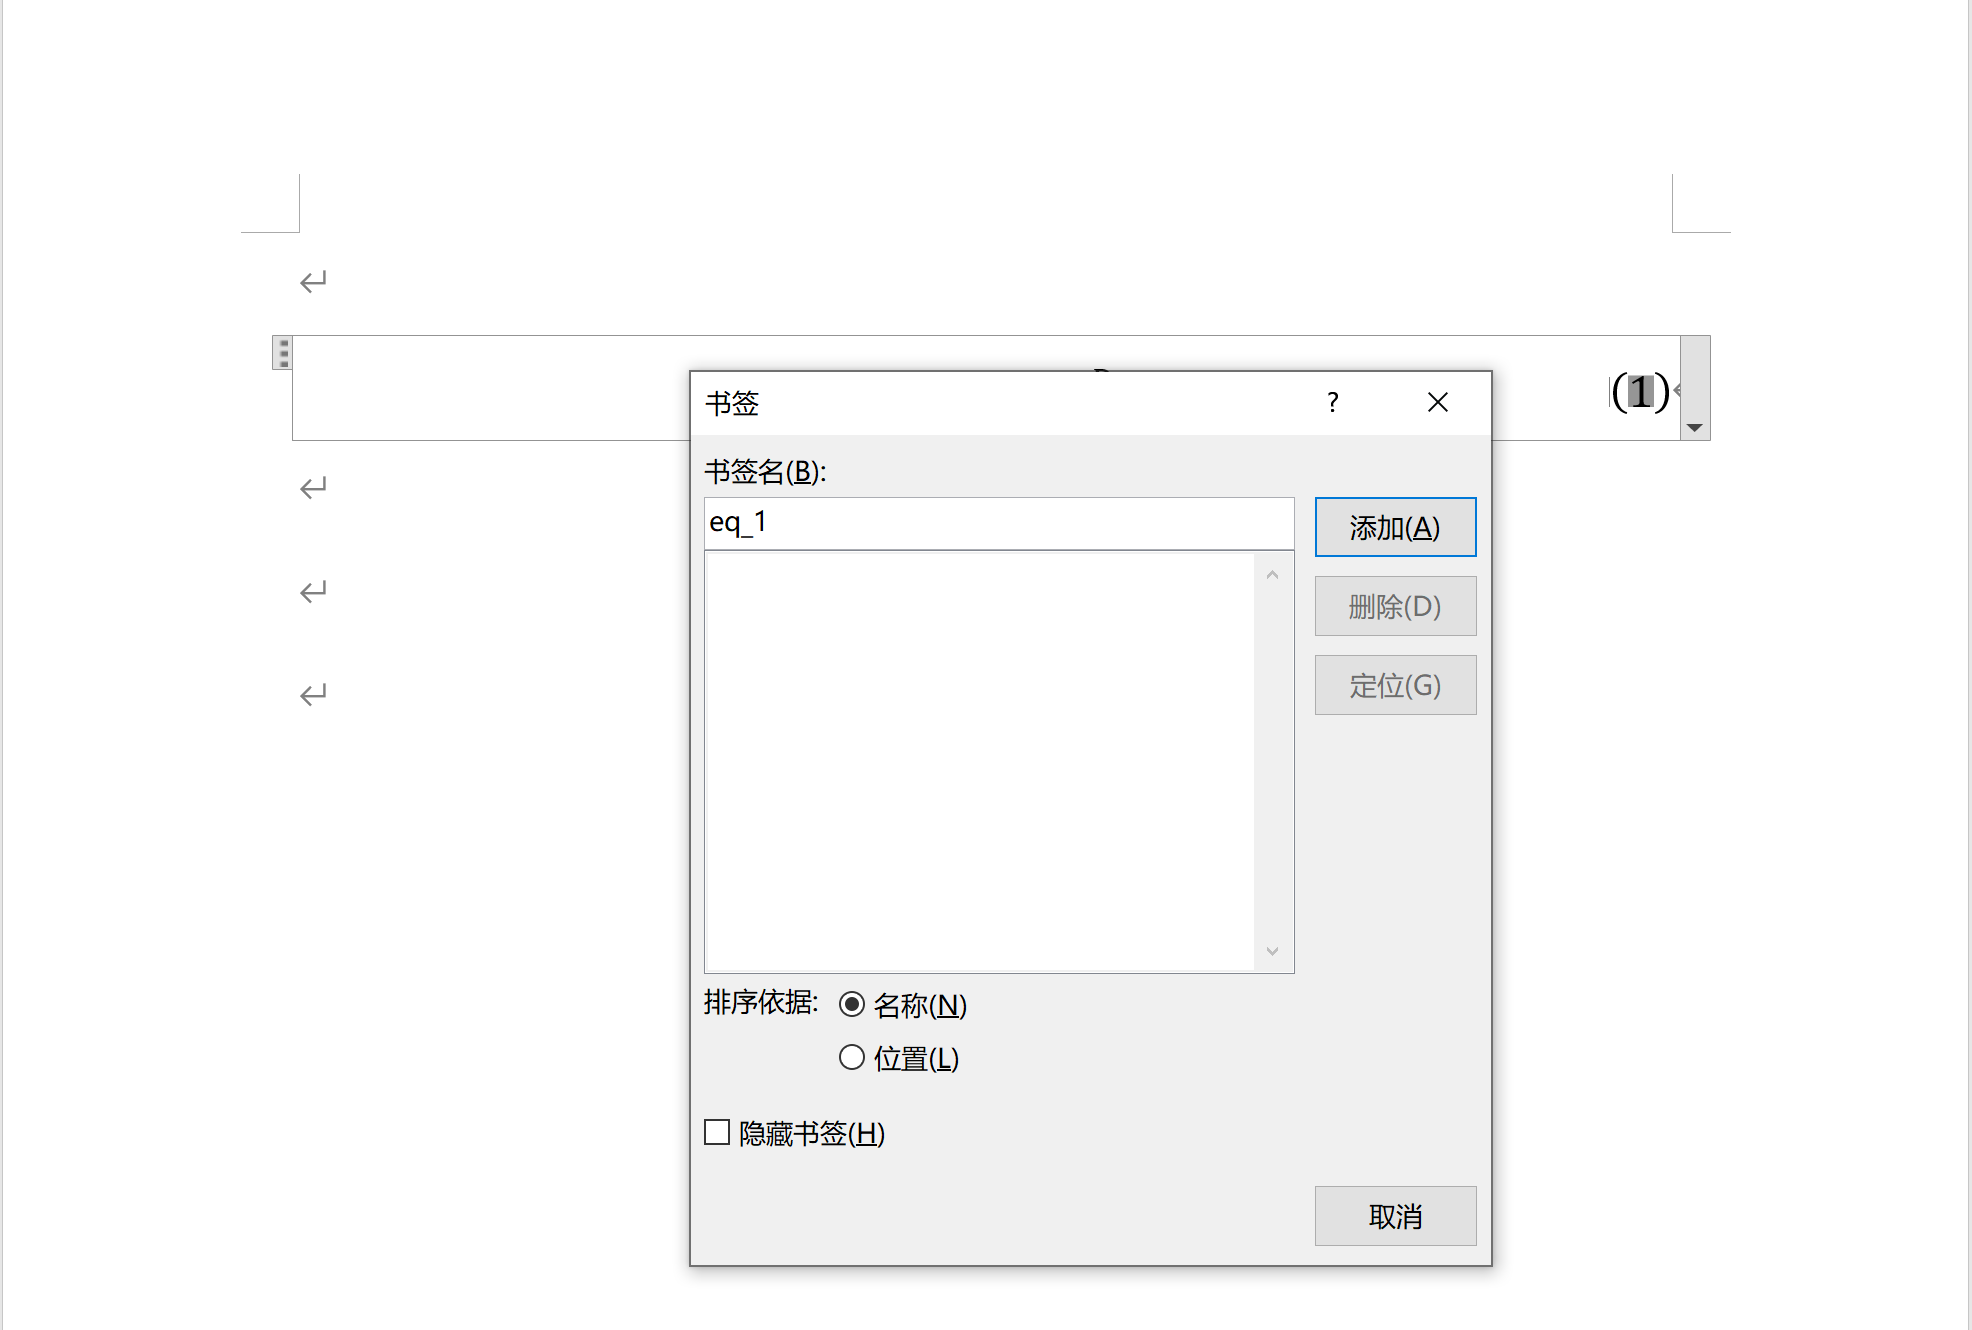 (1)
书签
?
书签名(B):
eq_1
添加(A)
删除(D)
定位(G)
排序依据:
名称(N)
位置(L)
隐藏书签(H)
取消